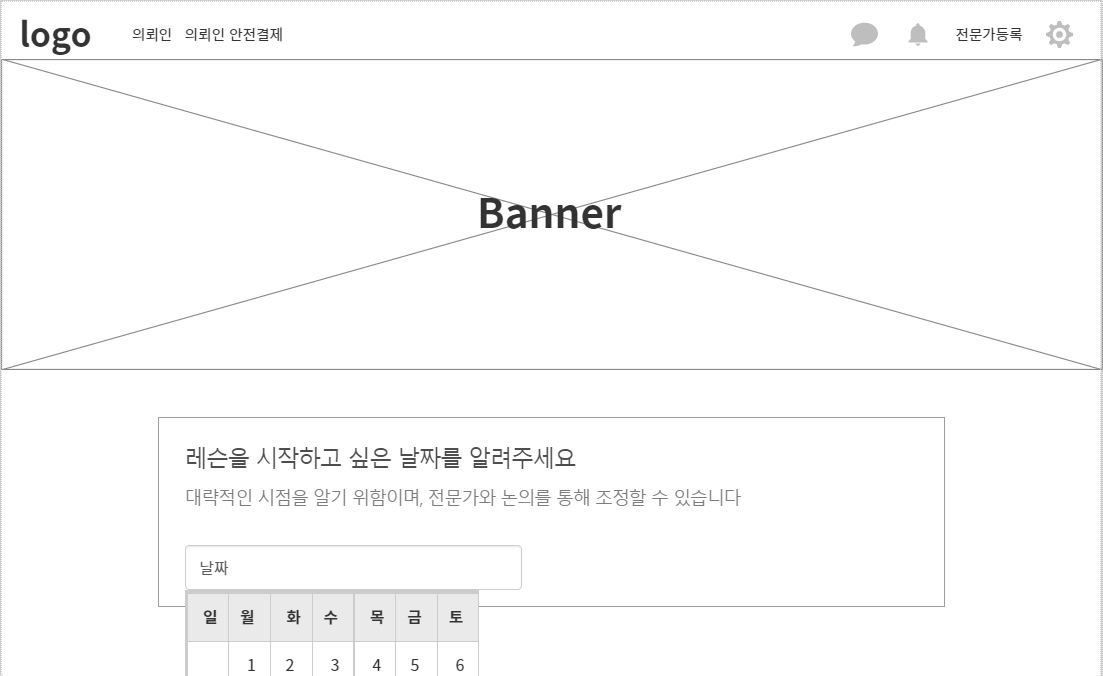 logo 의뢰인 의뢰인 안전결제 전문가등록
Banner
레슨을 시작하고 싶은 날짜를 알려주세요
대략적인 시점을 알기 위함이며, 전문가와 논의를 통해 조정할 수 있습니다
날짜
일 월 화 수 목 금 토
1 2 3 4 5 6